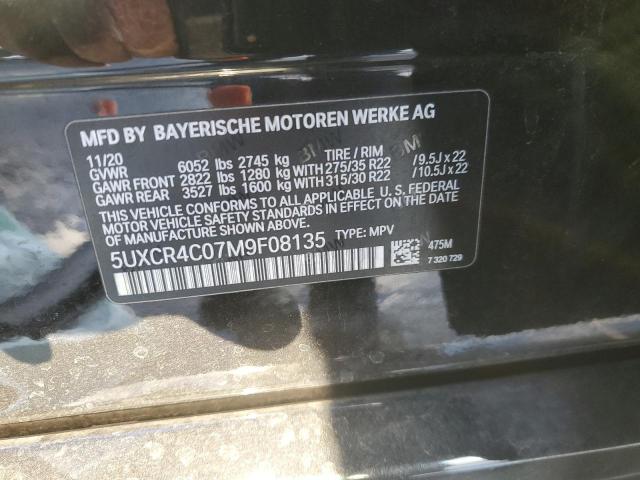 MFD BY BAYERISCHE MOTOREN WERKE AG
11/20 TIRE / RIM
GVWR 6052 lbs 2745 kg
GAWR FRONT 2822 lbs 1280 kg WITH 275/35 R22 / 9.5J x 22
GAWR REAR 3527 lbs 1600 kg WITH 315/30 R22 / 10.5J x 22
THIS VEHICLE CONFORMS TO ALL APPLICABLE U.S. FEDERAL
MOTOR VEHICLE SAFETY STANDARDS IN EFFECT ON THE DATE
OF MANUFACTURE SHOWN ABOVE.
5UXCR4C07M9F08135 TYPE: MPV
475M
7 320 729